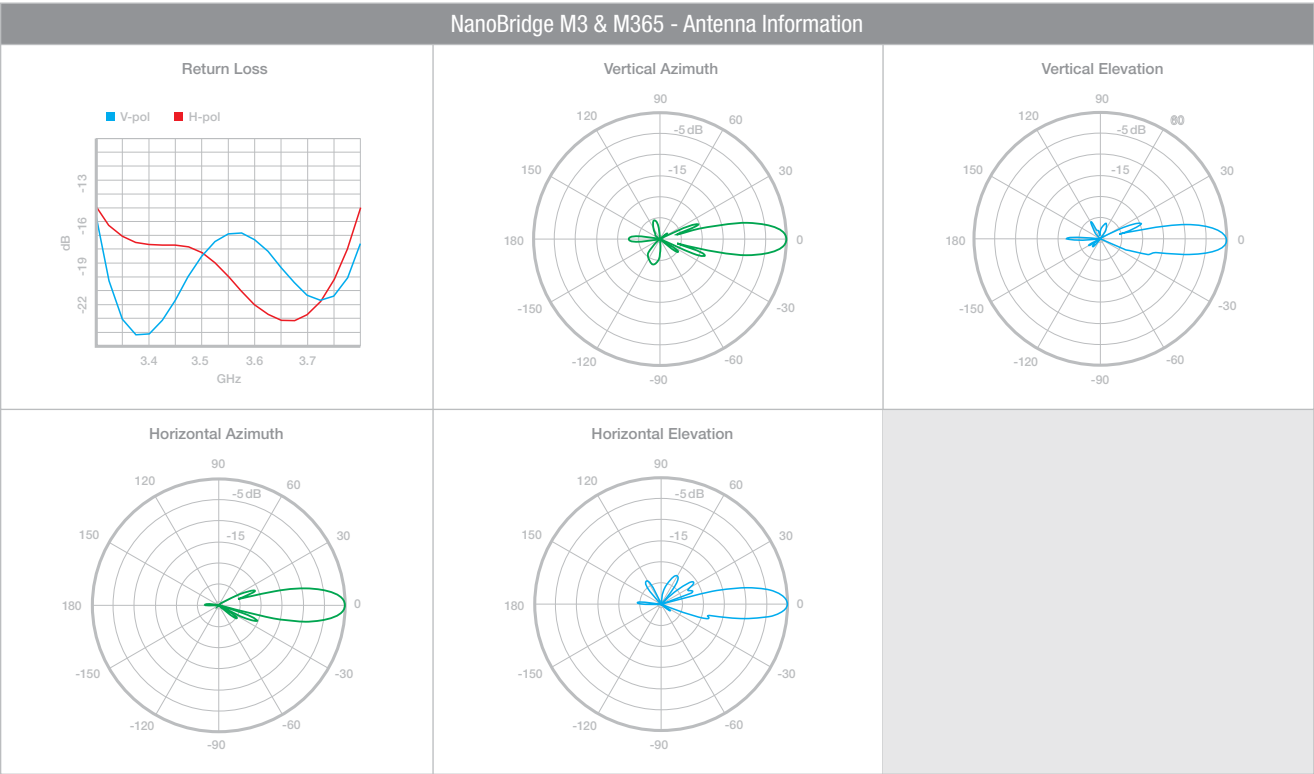 NanoBridge M3 & M365 - Antenna Information
Return Loss
V-pol H-pol
-13
-16
-19
-22
dB
3.4 3.5 3.6 3.7
GHz
Vertical Azimuth
90
120 60
-5 dB
150 -15 30
180 0
-150 -30
-120 -60
-90
Vertical Elevation
90
120 60
-5 dB
150 -15 30
180 0
-150 -30
-120 -60
-90
Horizontal Azimuth
90
120 60
-5 dB
150 -15 30
180 0
-150 -30
-120 -60
-90
Horizontal Elevation
90
120 60
-5 dB
150 -15 30
180 0
-150 -30
-120 -60
-90